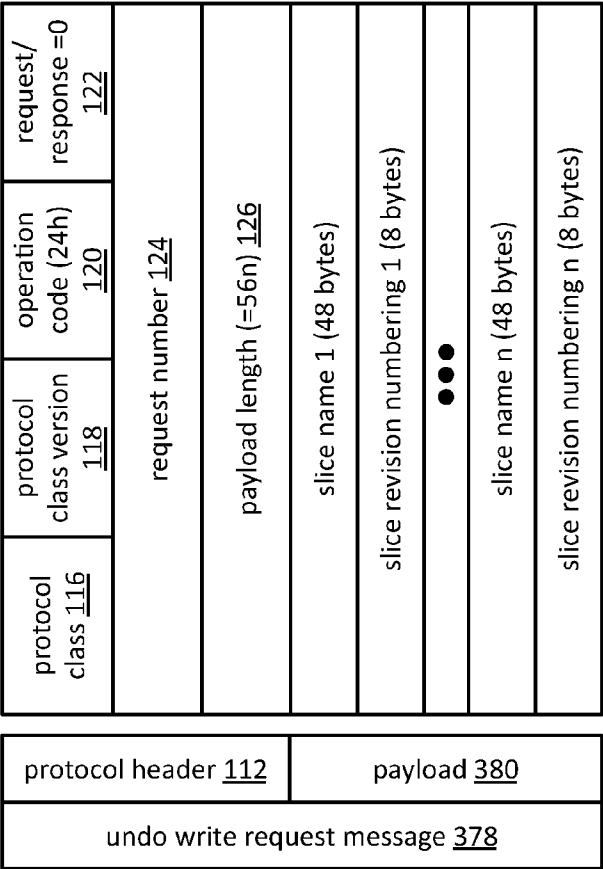 protocol
class 116
protocol
class version
118
operation
code (24h)
120
request/
response =0
122
request number 124
payload length (=56n) 126
slice name 1 (48 bytes)
slice revision numbering 1 (8 bytes)
●●●
slice name n (48 bytes)
slice revision numbering n (8 bytes)
protocol header 112
payload 380
undo write request message 378